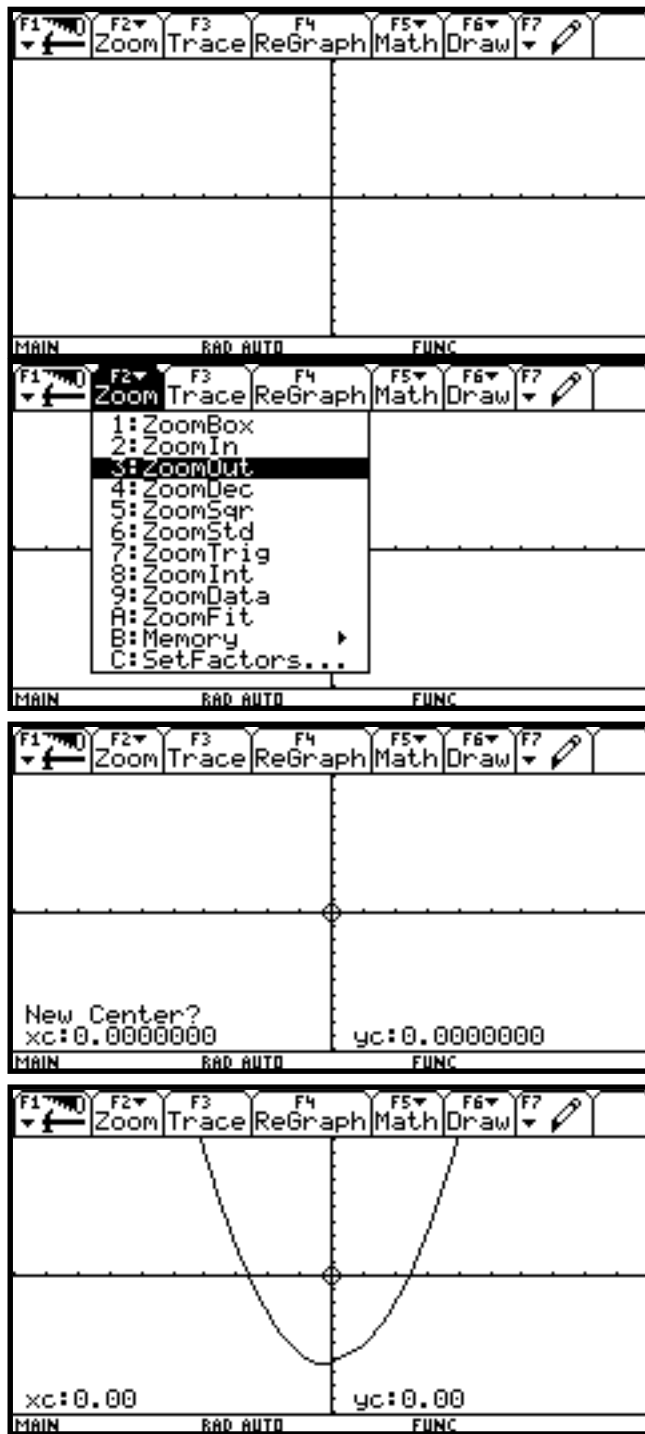 F1 F2 F3 F4 F5 F6 F7
Zoom Trace ReGraph Math Draw
MAIN RAD AUTO FUNC
F1 F2 F3 F4 F5 F6 F7
Zoom Trace ReGraph Math Draw
1:ZoomBox
2:ZoomIn
3:ZoomOut
4:ZoomDec
5:ZoomSqr
6:ZoomStd
7:ZoomTrig
8:ZoomInt
9:ZoomData
A:ZoomFit
B:Memory
C:SetFactors...
MAIN RAD AUTO FUNC
F1 F2 F3 F4 F5 F6 F7
Zoom Trace ReGraph Math Draw
New Center?
xc:0.0000000 yc:0.0000000
MAIN RAD AUTO FUNC
F1 F2 F3 F4 F5 F6 F7
Zoom Trace ReGraph Math Draw
xc:0.00 yc:0.00
MAIN RAD AUTO FUNC